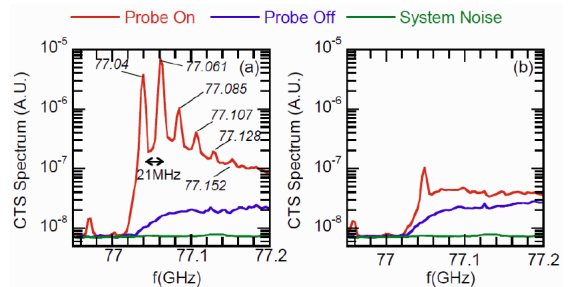 Probe On Probe Off System Noise
10^-5 77.04 77.061 (a) 10^-5 (b)
77.085
10^-6 77.107 10^-6
77.128
10^-7 21MHz 77.152 10^-7
10^-8 10^-8
CTS Spectrum (A.U.) CTS Spectrum (A.U.)
77 77.1 77.2 77 77.1 77.2
f(GHz) f(GHz)